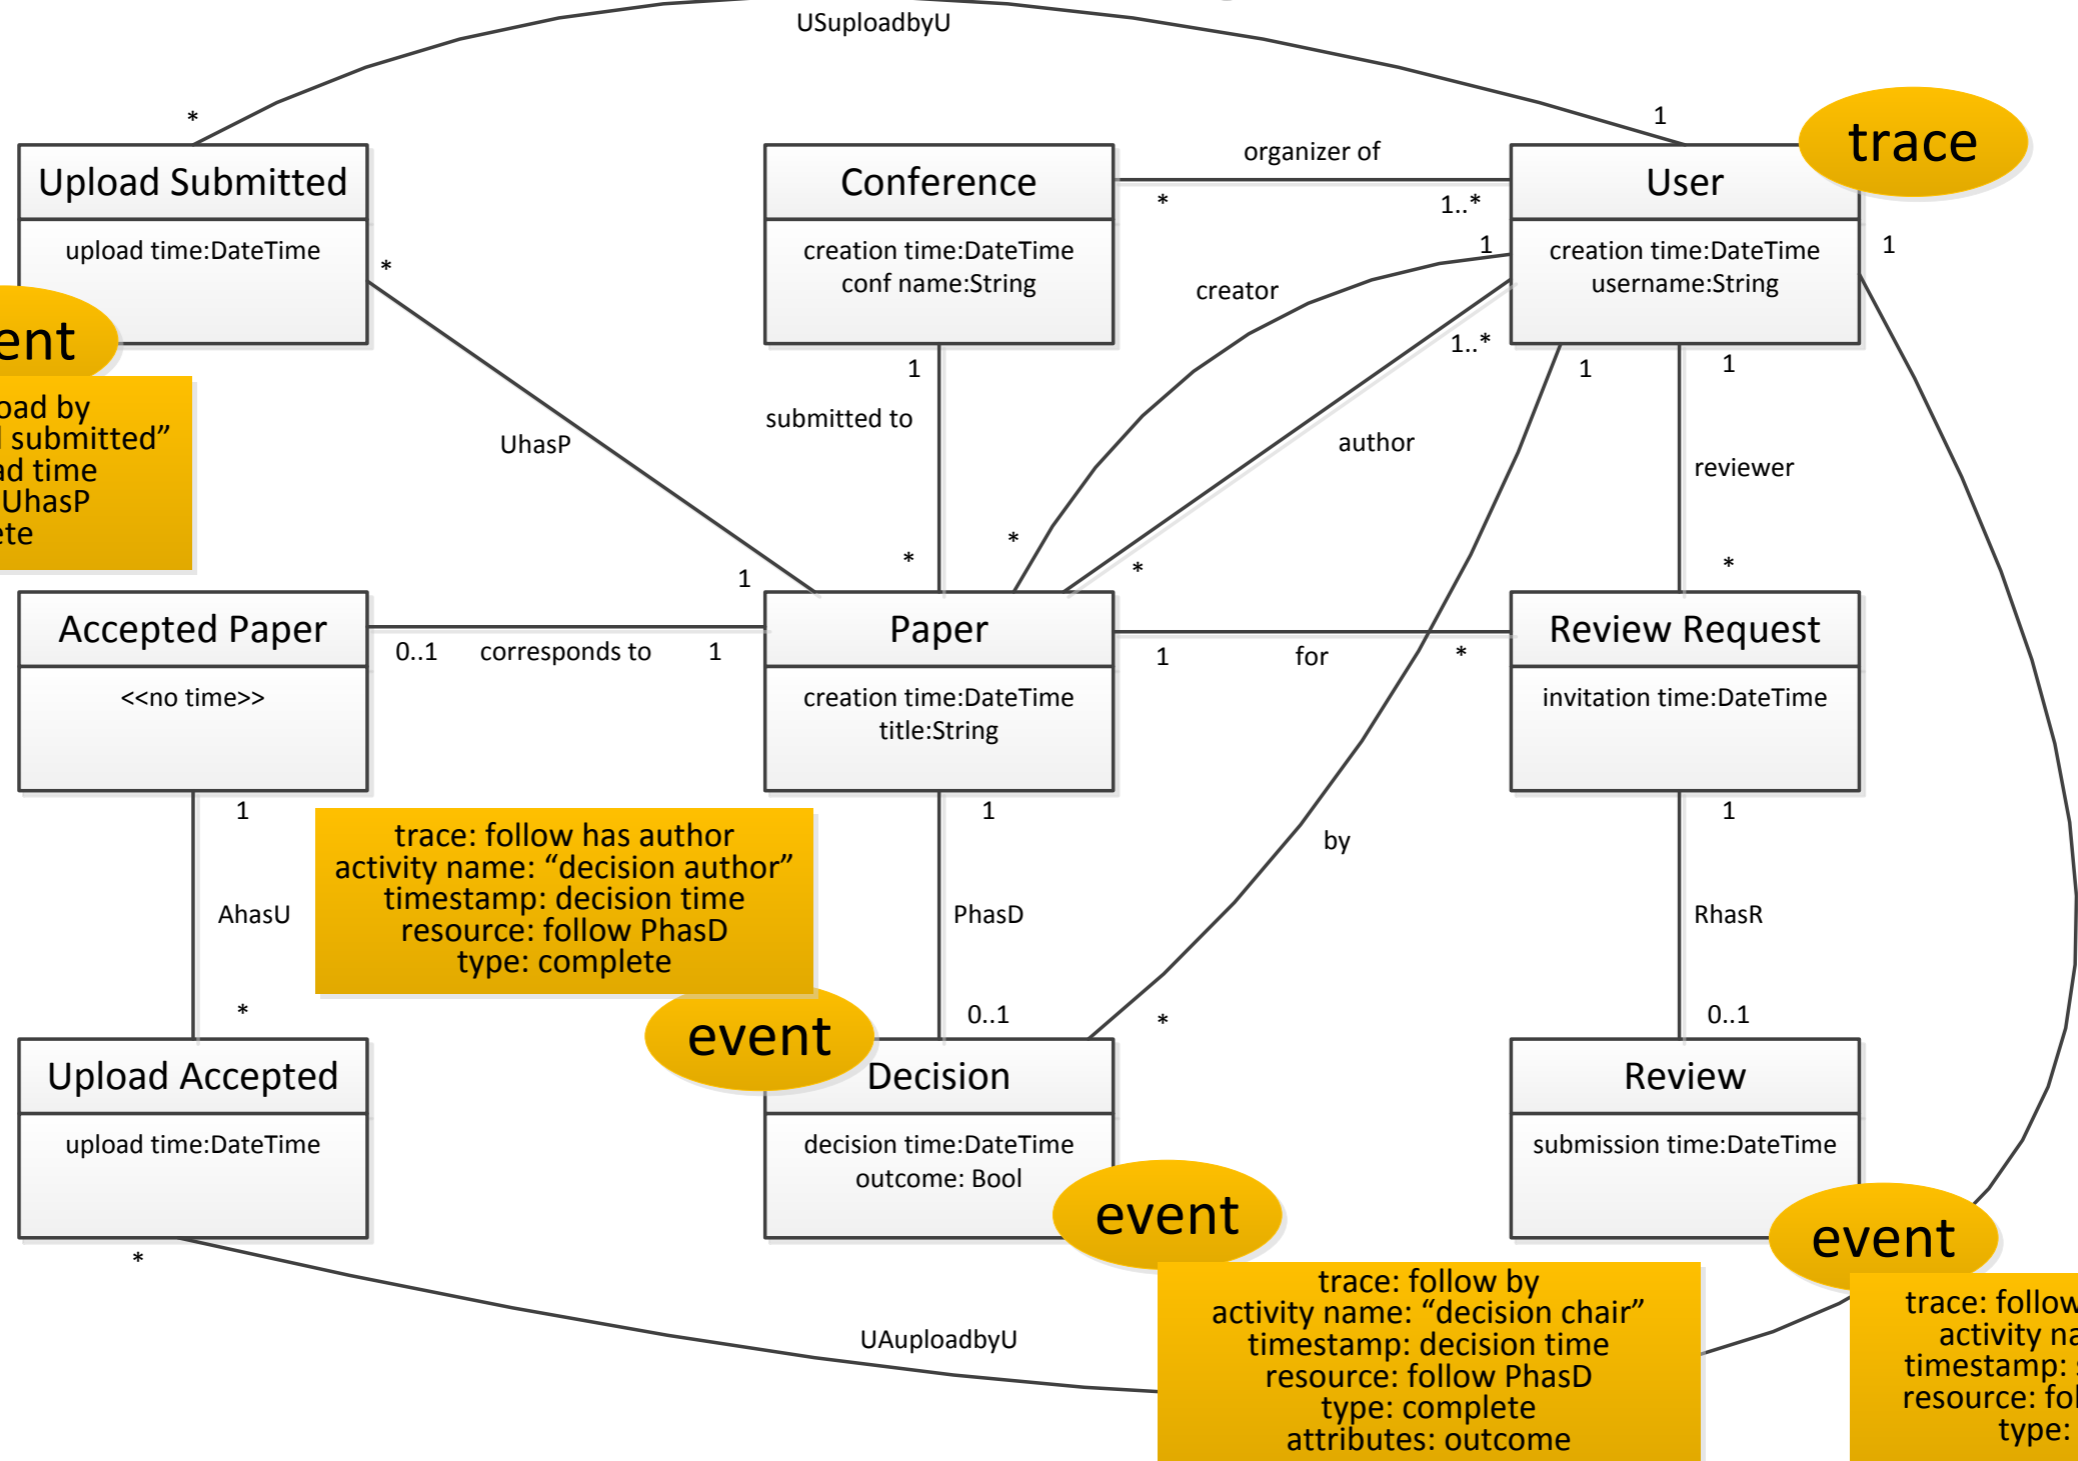 USuploadbyU
*
1
trace
Upload Submitted
upload time:DateTime
*
Conference
creation time:DateTime
conf name:String
organizer of
*
1..*
User
creation time:DateTime
username:String
1
1
creator
1..*
1
1
1
submitted to
UhasP
author
reviewer
by
submitted”
time
UhasP
*
*
*
*
1
Accepted Paper
<<no time>>
0..1 corresponds to 1
Paper
creation time:DateTime
title:String
1 for *
Review Request
invitation time:DateTime
1
1
1
trace: follow has author
activity name: “decision author”
timestamp: decision time
resource: follow PhasD
type: complete
by
AhasU
PhasD
RhasR
*
0..1
*
0..1
event
Upload Accepted
upload time:DateTime
Decision
decision time:DateTime
outcome: Bool
Review
submission time:DateTime
event
event
*
UAuploadbyU
trace: follow by
activity name: “decision chair”
timestamp: decision time
resource: follow PhasD
type: complete
attributes: outcome
trace: follow
activity
timestamp:
resource:
type: